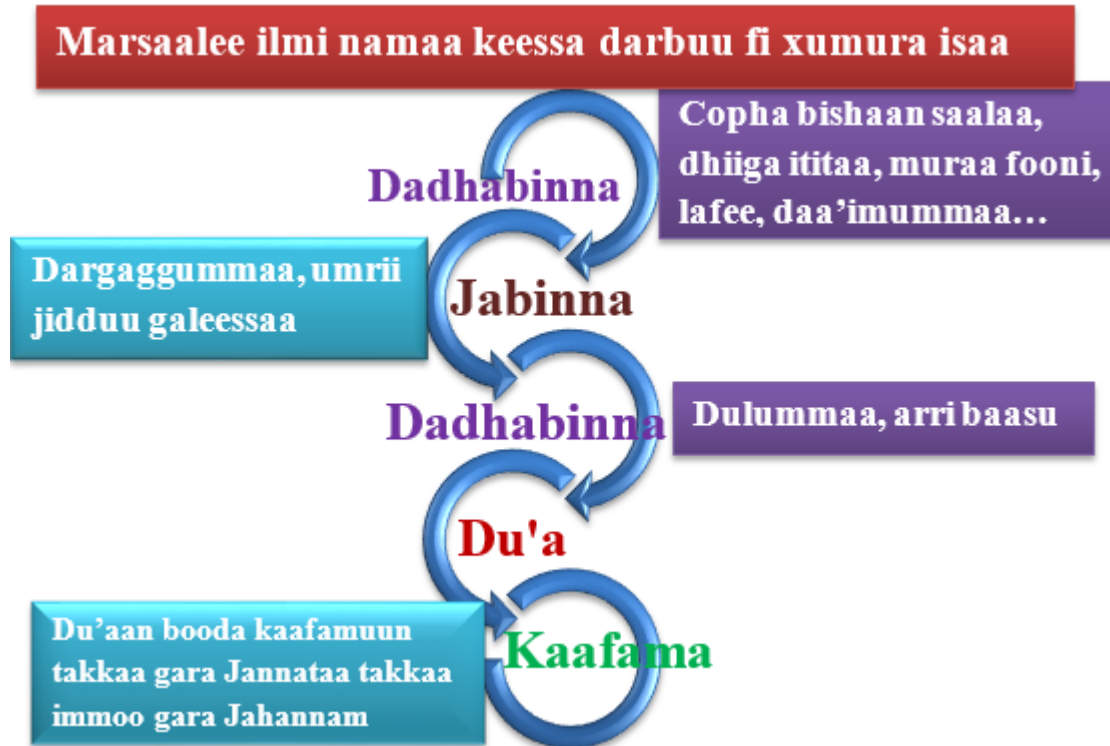 Marsaalee ilmi namaa keessa darbuu fi xumura isaa
Copha bishaan saalaa,
dhiiga ititaa, muraa fooni,
lafee, daa’imummaa…
Dadhabinna
Dargaggummaa, umrii
jidduu galeessaa
Jabinna
Dadhabinna
Dulummaa, arri baasu
Du'a
Kaafama
Du’aan booda kaafamuun
takkaa gara Jannataa takkaa
immoo gara Jahannam